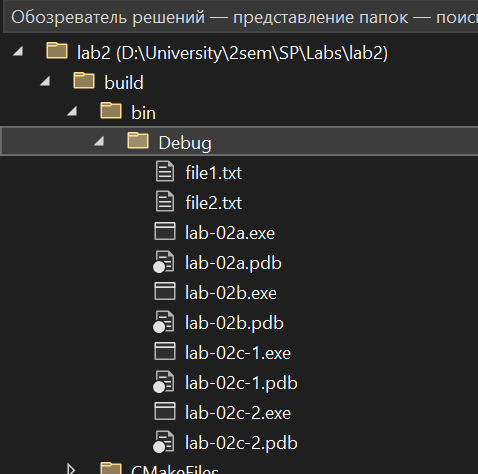 Обозреватель решений — представление папок — поиск
lab2 (D:\University\2sem\SP\Labs\lab2)
build
bin
Debug
file1.txt
file2.txt
lab-02a.exe
lab-02a.pdb
lab-02b.exe
lab-02b.pdb
lab-02c-1.exe
lab-02c-1.pdb
lab-02c-2.exe
lab-02c-2.pdb
CMakeFiles